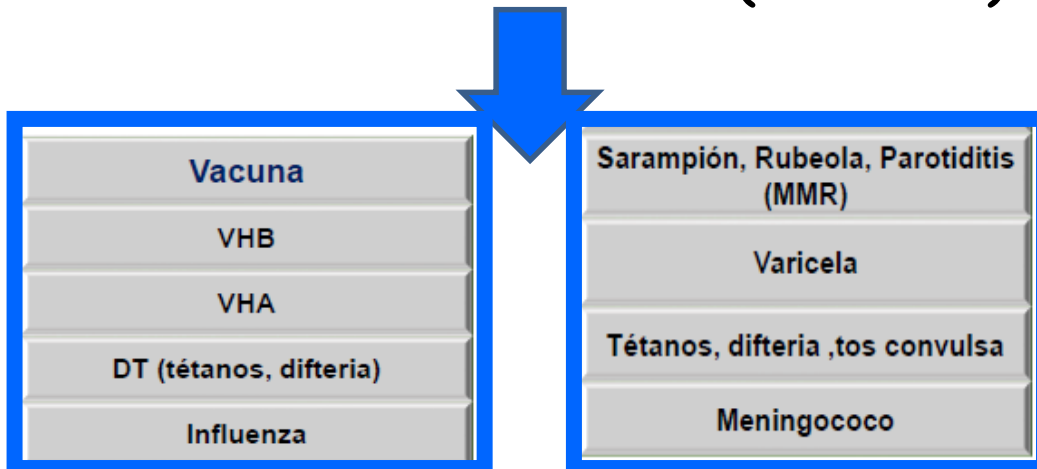 Vacuna
VHB
VHA
DT (tétanos, difteria)
Influenza
Sarampión, Rubeola, Parotiditis
(MMR)
Varicela
Tétanos, difteria ,tos convulsa
Meningococo